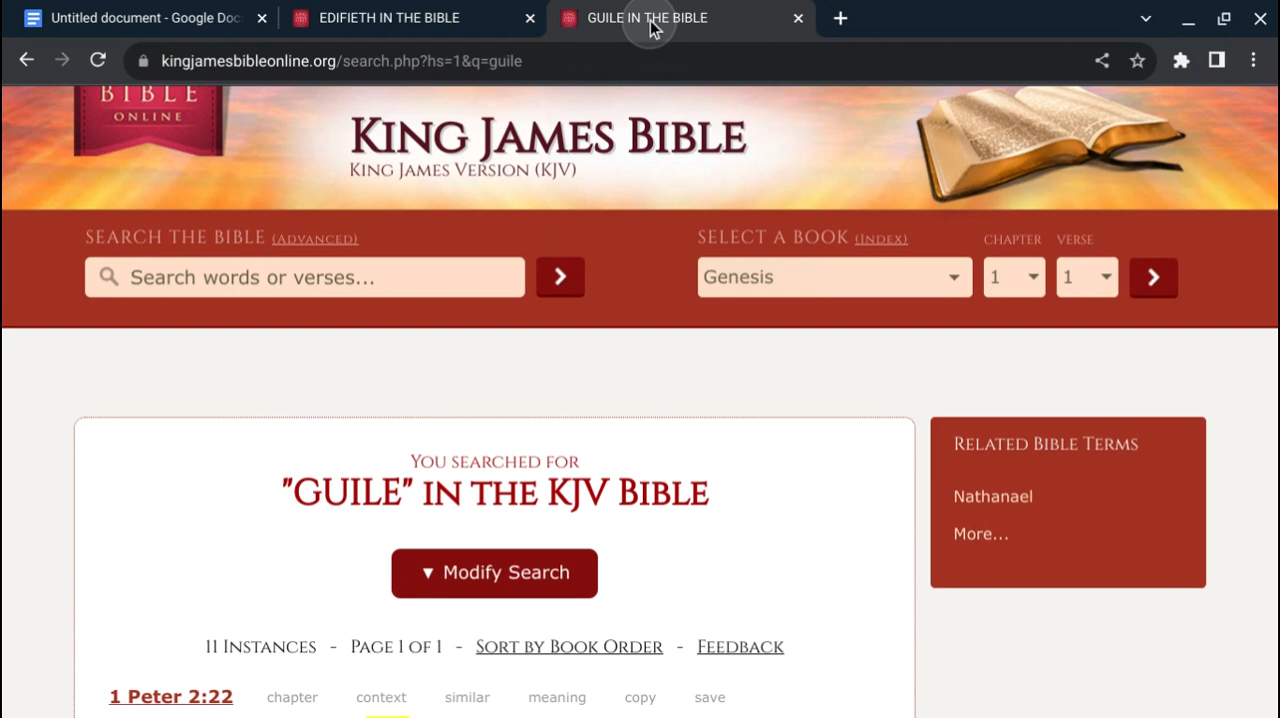 Untitled document - Google Doc
EDIFIETH IN THE BIBLE
GUILE IN THE BIBLE
kingjamesbibleonline.org/search.php?hs=1&q=guile
BIBLE
ONLINE
KING JAMES BIBLE
KING JAMES VERSION (KJV)
SEARCH THE BIBLE (ADVANCED)
SELECT A BOOK (INDEX)
CHAPTER
VERSE
Search words or verses...
Genesis
1
1
YOU SEARCHED FOR
"GUILE" IN THE KJV BIBLE
▼ Modify Search
11 INSTANCES - PAGE 1 OF 1 - SORT BY BOOK ORDER - FEEDBACK
1 Peter 2:22 chapter context similar meaning copy save
RELATED BIBLE TERMS
Nathanael
More...